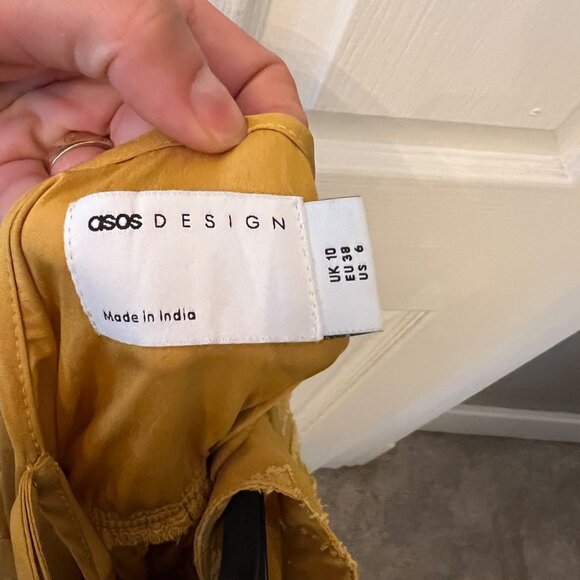 asos DESIGN
Made in India
UK 10
EU 38
US 6